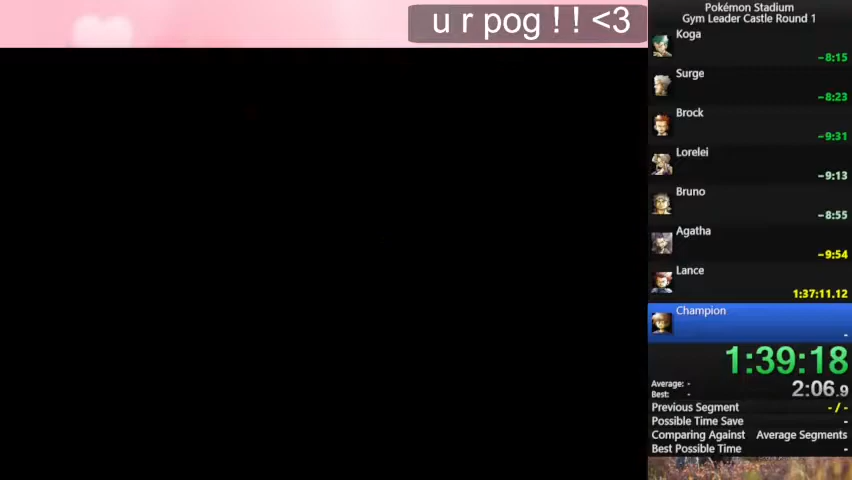 u r pog ! ! <3
Pokémon Stadium
Gym Leader Castle Round 1
Koga
-8:15
Surge
-8:23
Brock
-9:31
Lorelei
-9:13
Bruno
-8:55
Agatha
-9:54
Lance
1:37:11.12
Champion
-
1:39:18
Average: -
2:06.9
Best: -
Previous Segment - / -
Possible Time Save -
Comparing Against Average Segments
Best Possible Time -